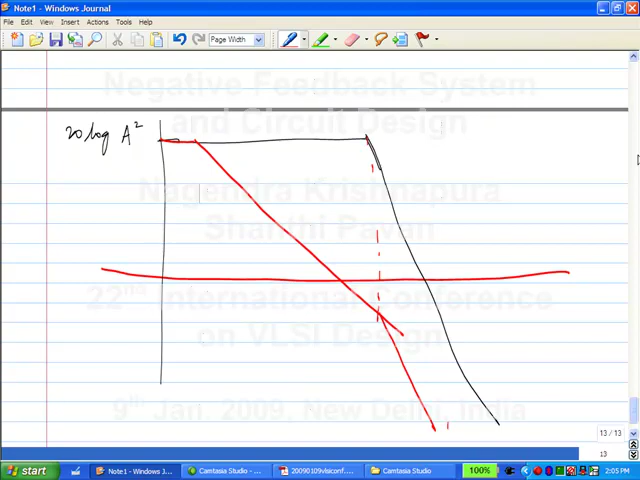 Note1 - Windows Journal
File Edit View Insert Actions Tools Help
Page Width
Negative Feedback System
and Circuit Design
20 log A²
Nagendra Krishnapura
Shanthi Pavan
22nd International Conference
on VLSI Design
9th Jan, 2009, New Delhi, India
13 / 13
13
start
Note1 - Windows J...
Camtasia Studio - ...
20090109vlsiconf....
Camtasia Studio
100%
2:05 PM